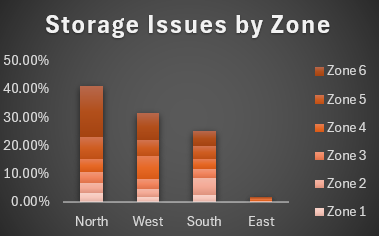 Storage Issues by Zone
50.00%
40.00%
30.00%
20.00%
10.00%
0.00%
North West South East
Zone 6
Zone 5
Zone 4
Zone 3
Zone 2
Zone 1